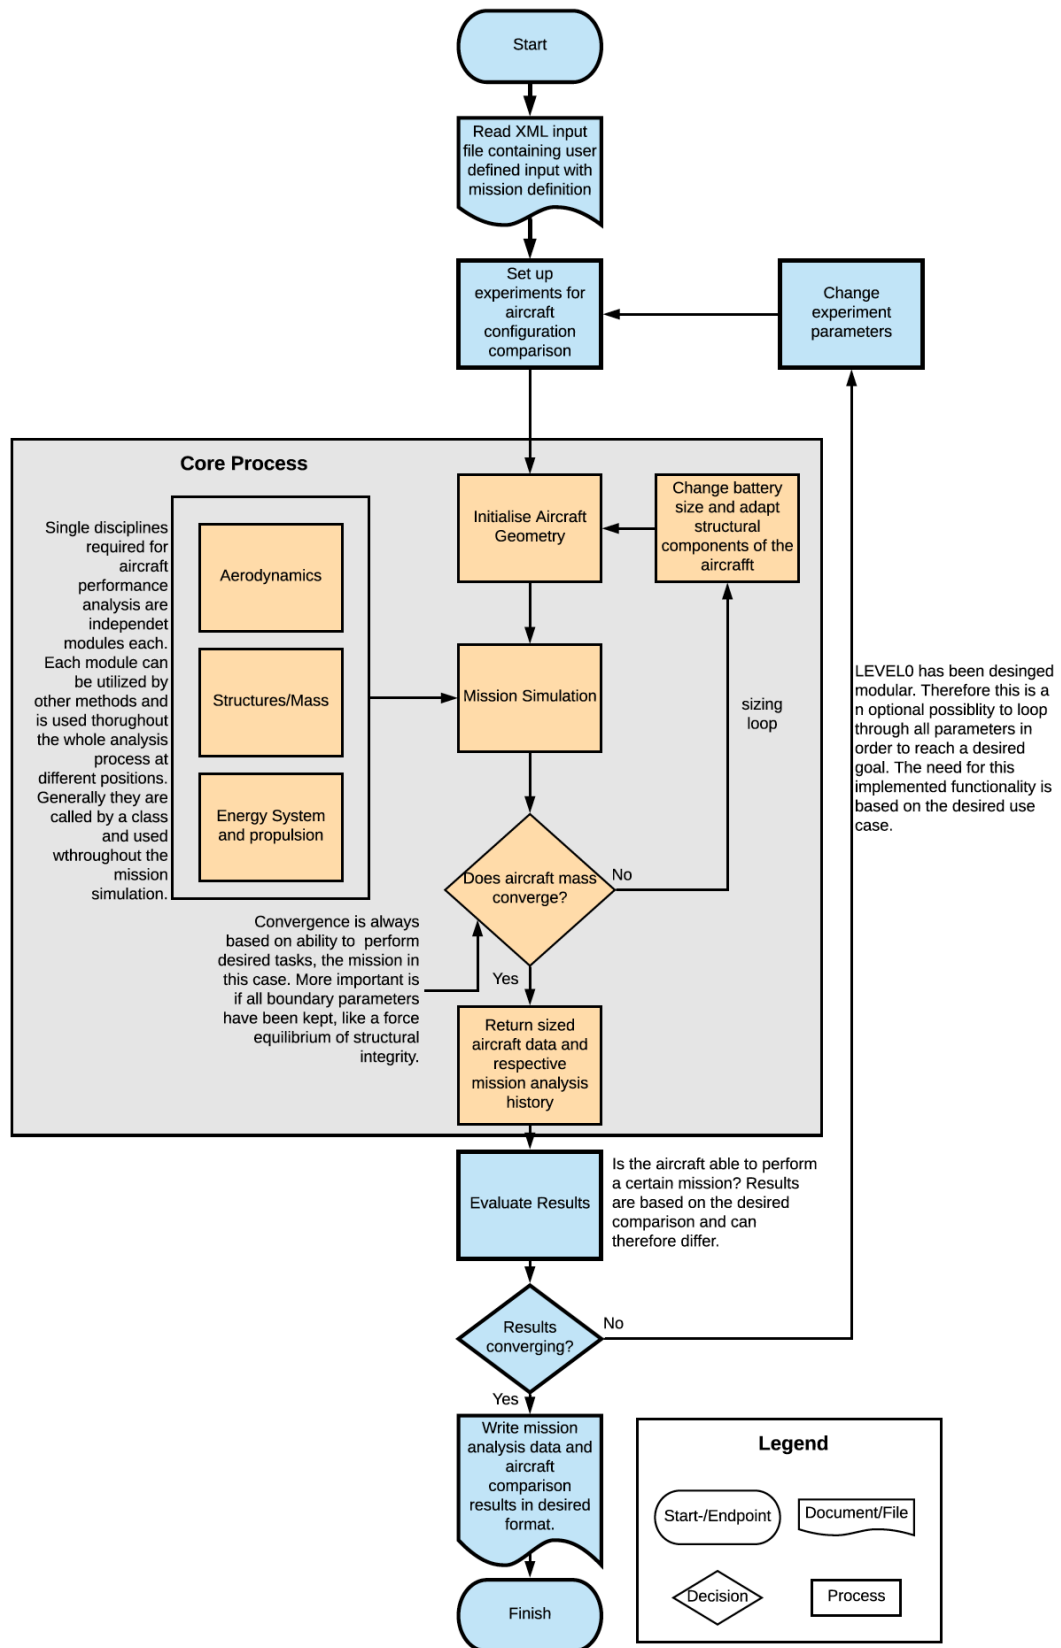 Start
Read XML input
file containing user
defined input with
mission definition
Set up
experiments for
aircraft
configuration
comparison
Change
experiment
parameters
Core Process
Single disciplines
required for
aircraft
performance
analysis are
independet
modules each.
Each module can
be utilized by
other methods and
is used thorughout
the whole analysis
process at
different positions.
Generally they are
called by a class
and used
wthroughout the
mission
simulation.
Aerodynamics
Structures/Mass
Energy System
and propulsion
Initialise Aircraft
Geometry
Change battery
size and adapt
structural
components of the
aircrafft
Mission Simulation
sizing
loop
LEVEL0 has been desinged
modular. Therefore this is a
n optional possiblity to loop
through all parameters in
order to reach a desired
goal. The need for this
implemented functionality is
based on the desired use
case.
Does aircraft mass
converge?
No
Convergence is always
based on ability to  perform
desired tasks, the mission in
this case. More important is
if all boundary parameters
have been kept, like a force
equilibrium of structural
integrity.
Yes
Return sized
aircraft data and
respective
mission analysis
history
Evaluate Results
Is the aircraft able to perform
a certain mission? Results
are based on the desired
comparison and can
therefore differ.
Results
converging?
No
Yes
Write mission
analysis data and
aircraft
comparison
results in desired
format.
Finish
Legend
Start-/Endpoint
Document/File
Decision
Process